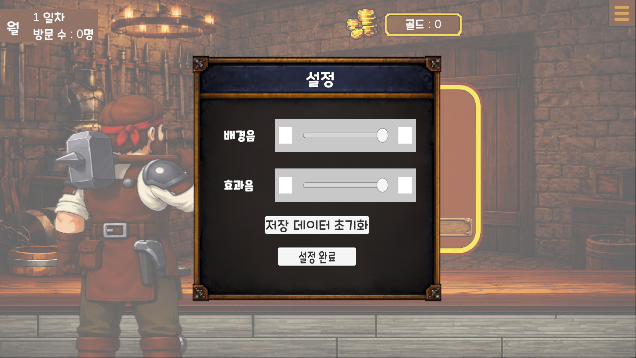 월
1 일차
방문 수 : 0명
골드 : 0
설정
배경음
효과음
저장 데이터 초기화
설정 완료